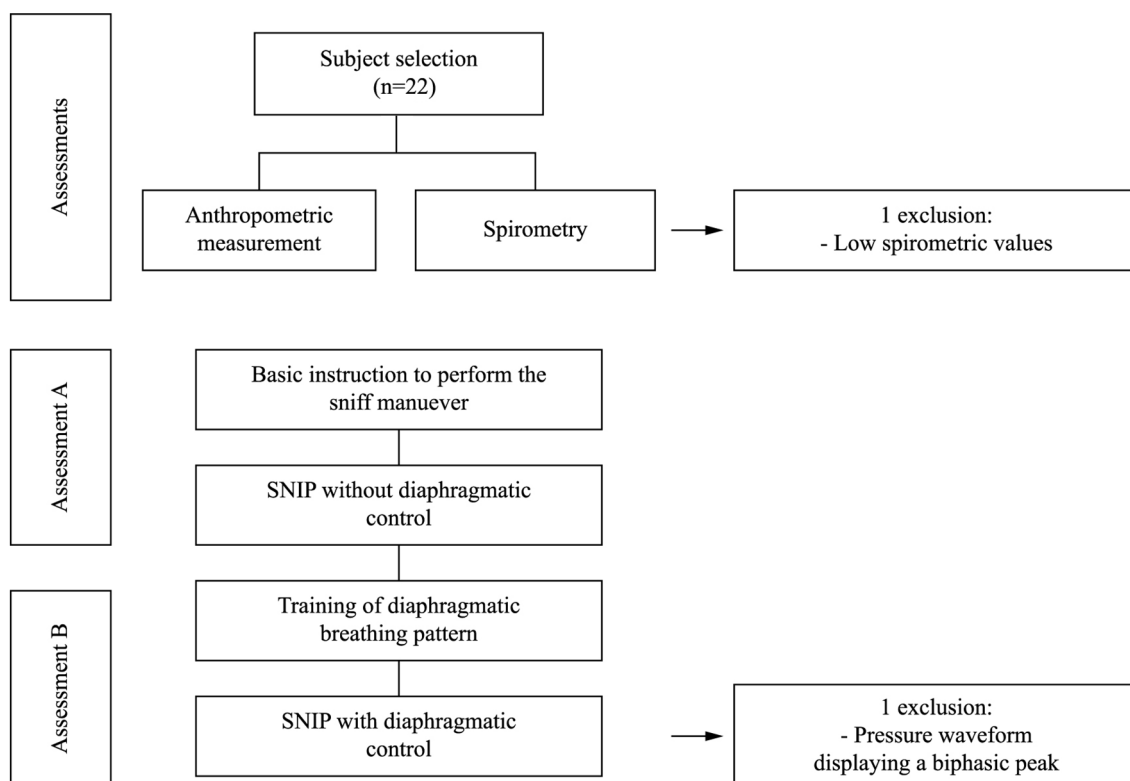 Assessments
Subject selection
(n=22)
Anthropometric
measurement
Spirometry
1 exclusion:
- Low spirometric values
Assessment A
Basic instruction to perform the
sniff manuever
SNIP without diaphragmatic
control
Assessment B
Training of diaphragmatic
breathing pattern
SNIP with diaphragmatic
control
1 exclusion:
- Pressure waveform
displaying a biphasic peak